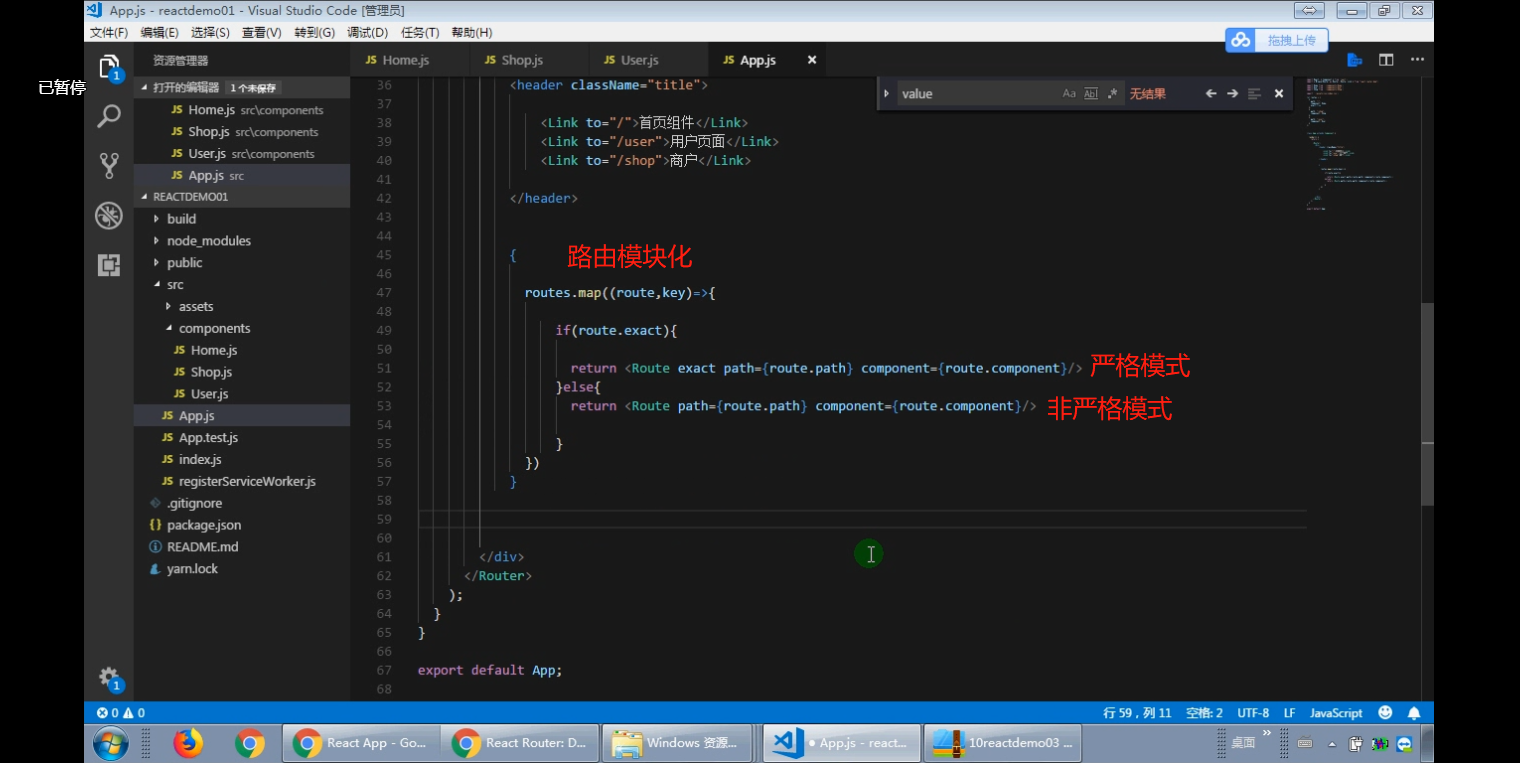 App.js - reactdemo01 - Visual Studio Code [管理员]
文件(F) 编辑(E) 选择(S) 查看(V) 转到(G) 调试(D) 任务(T) 帮助(H)
拖拽上传
已暂停
资源管理器
JS Home.js JS Shop.js JS User.js JS App.js
打开的编辑器 1 个未保存
JS Home.js src\components
JS Shop.js src\components
JS User.js src\components
JS App.js src
REACTDEMO01
build
node_modules
public
src
assets
components
JS Home.js
JS Shop.js
JS User.js
JS App.js
JS App.test.js
JS index.js
JS registerServiceWorker.js
.gitignore
{} package.json
README.md
yarn.lock
1
1
value Aa Abl .* 无结果
36 <header className="title">
37
38 <Link to="/">首页组件</Link>
39 <Link to="/user">用户页面</Link>
40 <Link to="/shop">商户</Link>
41
42 </header>
43
44
45 { 路由模块化
46
47 routes.map((route,key)=>{
48
49 if(route.exact){
50
51 return <Route exact path={route.path} component={route.component}/> 严格模式
52 }else{
53 return <Route path={route.path} component={route.component}/> 非严格模式
54
55 }
56 })
57 }
58
59
60
61 </div>
62 </Router>
63 );
64 }
65 }
66
67 export default App;
68
0 0
行 59，列 11 空格: 2 UTF-8 LF JavaScript
React App - Go... React Router: D... Windows 资源... ● App.js - react... 10reactdemo03 ... 桌面 »